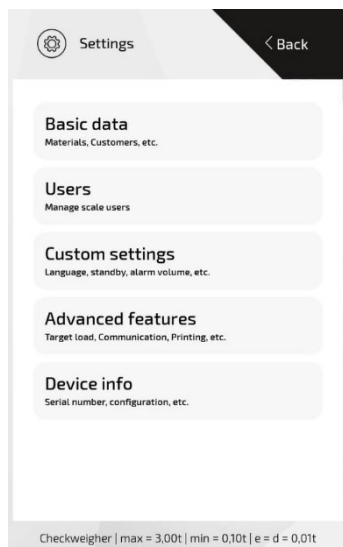 Settings
< Back
Basic data
Materials, Customers, etc.
Users
Manage scale users
Custom settings
Language, standby, alarm volume, etc.
Advanced features
Target load, Communication, Printing, etc.
Device info
Serial number, configuration, etc.
Checkweigher | max = 3,00t | min = 0,10t | e = d = 0,01t